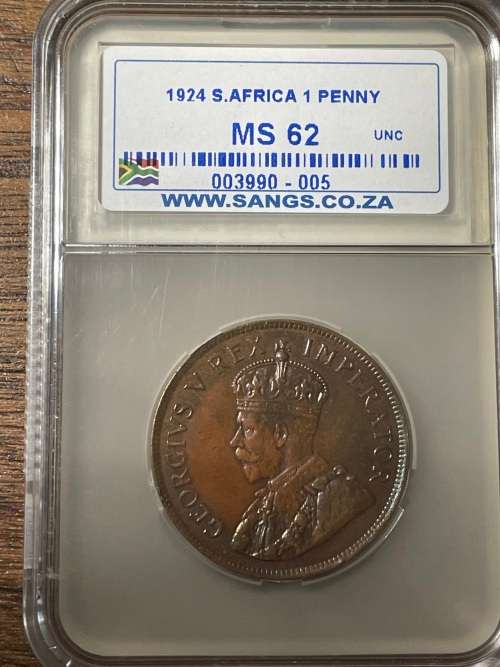 1924 S.AFRICA 1 PENNY
MS 62
UNC
003990 - 005
WWW.SANGS.CO.ZA
GEORGIVS V REX IMPERATOR